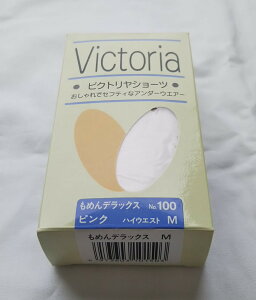 Victoria
●ビクトリヤショーツ●
おしゃれでセフティなアンダーウエアー
もめんデラックス No.100
ピンク ハイウエスト M
もめんデラックス M